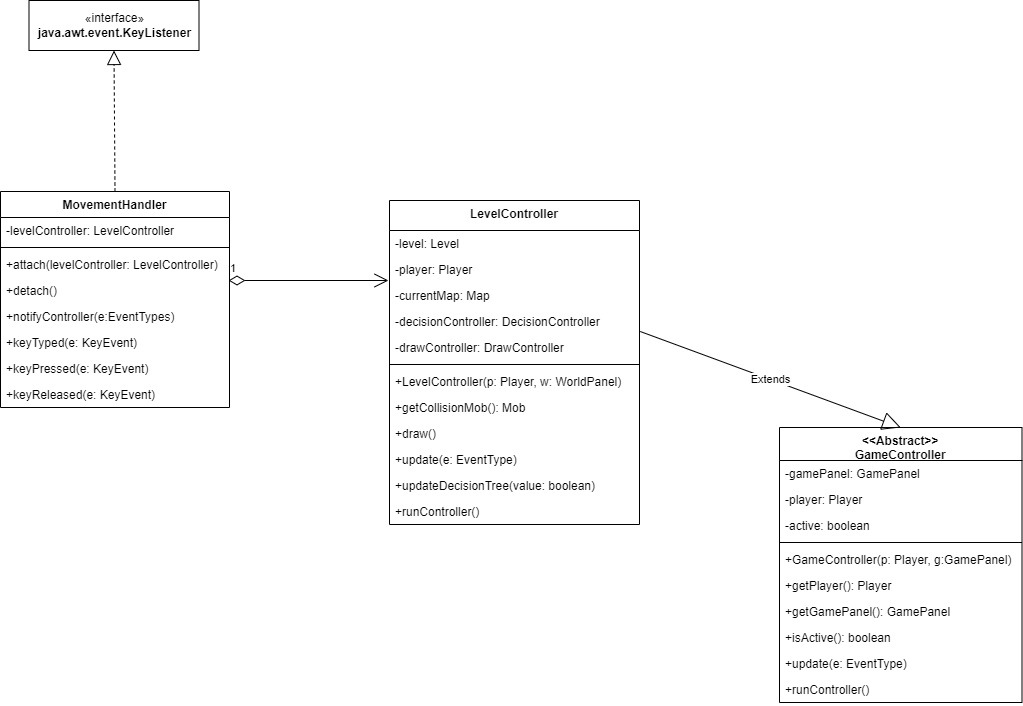 «interface»
java.awt.event.KeyListener
MovementHandler
-levelController: LevelController
+attach(levelController: LevelController)
+detach()
+notifyController(e:EventTypes)
+keyTyped(e: KeyEvent)
+keyPressed(e: KeyEvent)
+keyReleased(e: KeyEvent)
1
LevelController
-level: Level
-player: Player
-currentMap: Map
-decisionController: DecisionController
-drawController: DrawController
+LevelController(p: Player, w: WorldPanel)
+getCollisionMob(): Mob
+draw()
+update(e: EventType)
+updateDecisionTree(value: boolean)
+runController()
Extends
<<Abstract>>
GameController
-gamePanel: GamePanel
-player: Player
-active: boolean
+GameController(p: Player, g:GamePanel)
+getPlayer(): Player
+getGamePanel(): GamePanel
+isActive(): boolean
+update(e: EventType)
+runController()